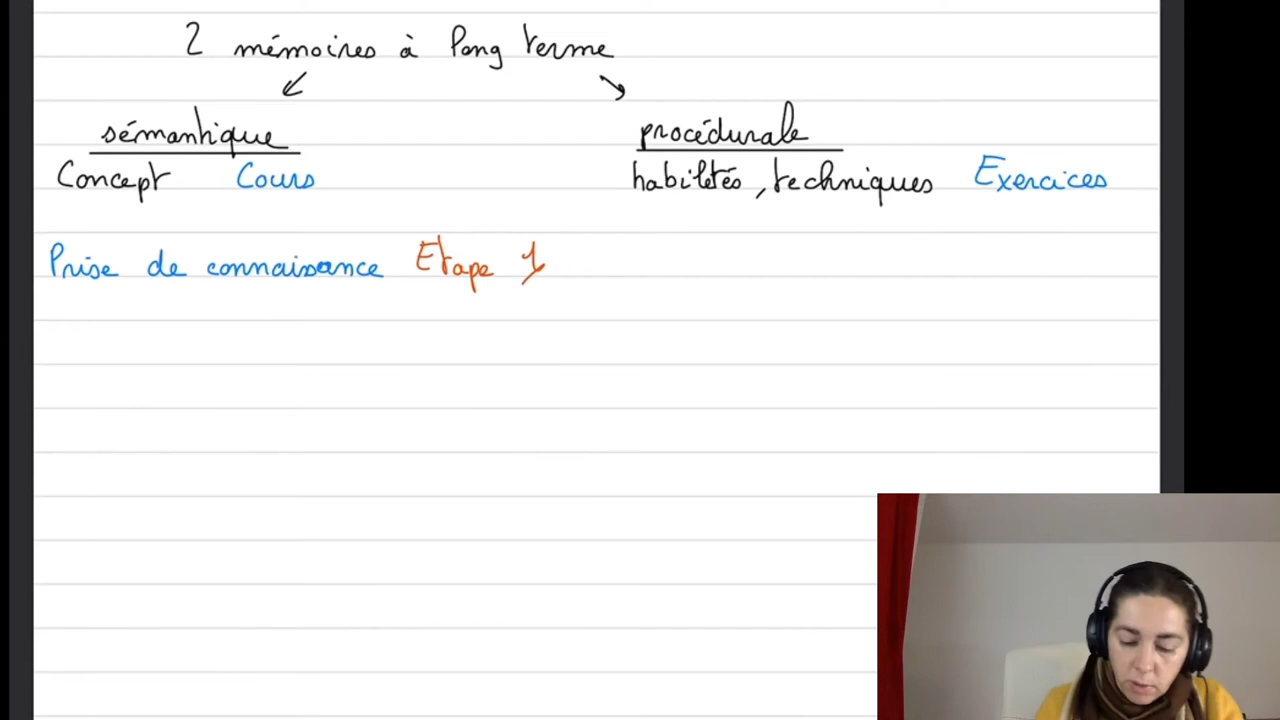 2 mémoires à long terme
sémantique
procédurale
Concept Cours
habiletés, techniques Exercices
Prise de connaissance Etape 1